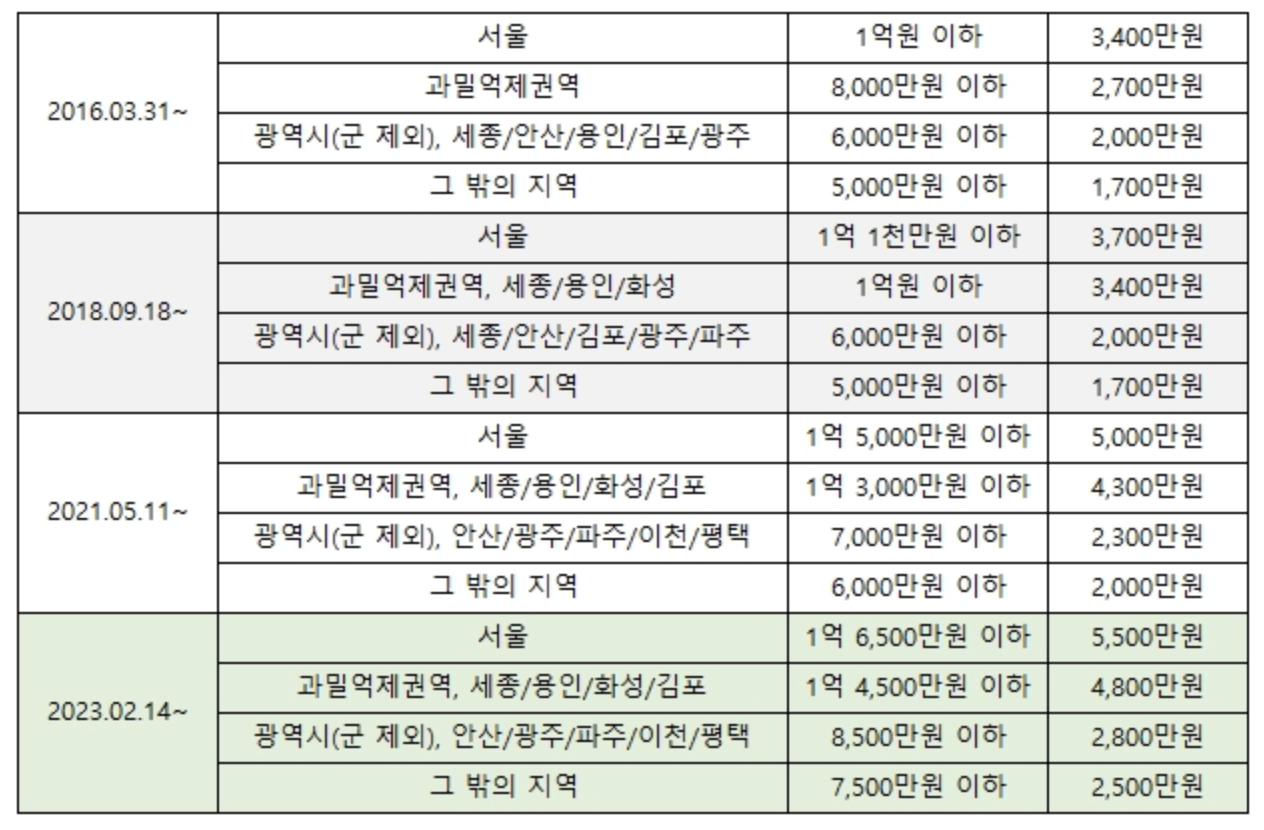 2016.03.31~
서울 1억원 이하 3,400만원
과밀억제권역 8,000만원 이하 2,700만원
광역시(군 제외), 세종/안산/용인/김포/광주 6,000만원 이하 2,000만원
그 밖의 지역 5,000만원 이하 1,700만원
2018.09.18~
서울 1억 1천만원 이하 3,700만원
과밀억제권역, 세종/용인/화성 1억원 이하 3,400만원
광역시(군 제외), 세종/안산/김포/광주/파주 6,000만원 이하 2,000만원
그 밖의 지역 5,000만원 이하 1,700만원
2021.05.11~
서울 1억 5,000만원 이하 5,000만원
과밀억제권역, 세종/용인/화성/김포 1억 3,000만원 이하 4,300만원
광역시(군 제외), 안산/광주/파주/이천/평택 7,000만원 이하 2,300만원
그 밖의 지역 6,000만원 이하 2,000만원
2023.02.14~
서울 1억 6,500만원 이하 5,500만원
과밀억제권역, 세종/용인/화성/김포 1억 4,500만원 이하 4,800만원
광역시(군 제외), 안산/광주/파주/이천/평택 8,500만원 이하 2,800만원
그 밖의 지역 7,500만원 이하 2,500만원